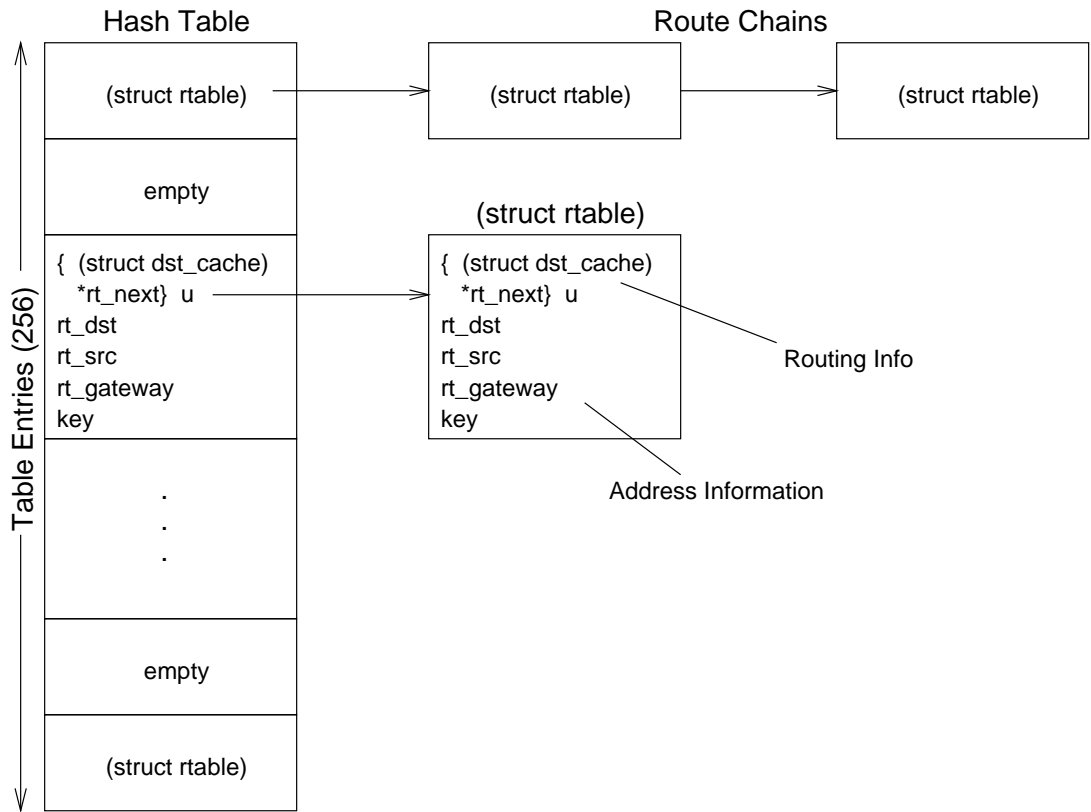 Hash Table
Route Chains
(struct rtable)
(struct rtable)
(struct rtable)
empty
(struct rtable)
{ (struct dst_cache)
*rt_next} u
rt_dst
rt_src
rt_gateway
key
{ (struct dst_cache)
*rt_next} u
rt_dst
rt_src
rt_gateway
key
Routing Info
Address Information
Table Entries (256)
.
.
.
empty
(struct rtable)